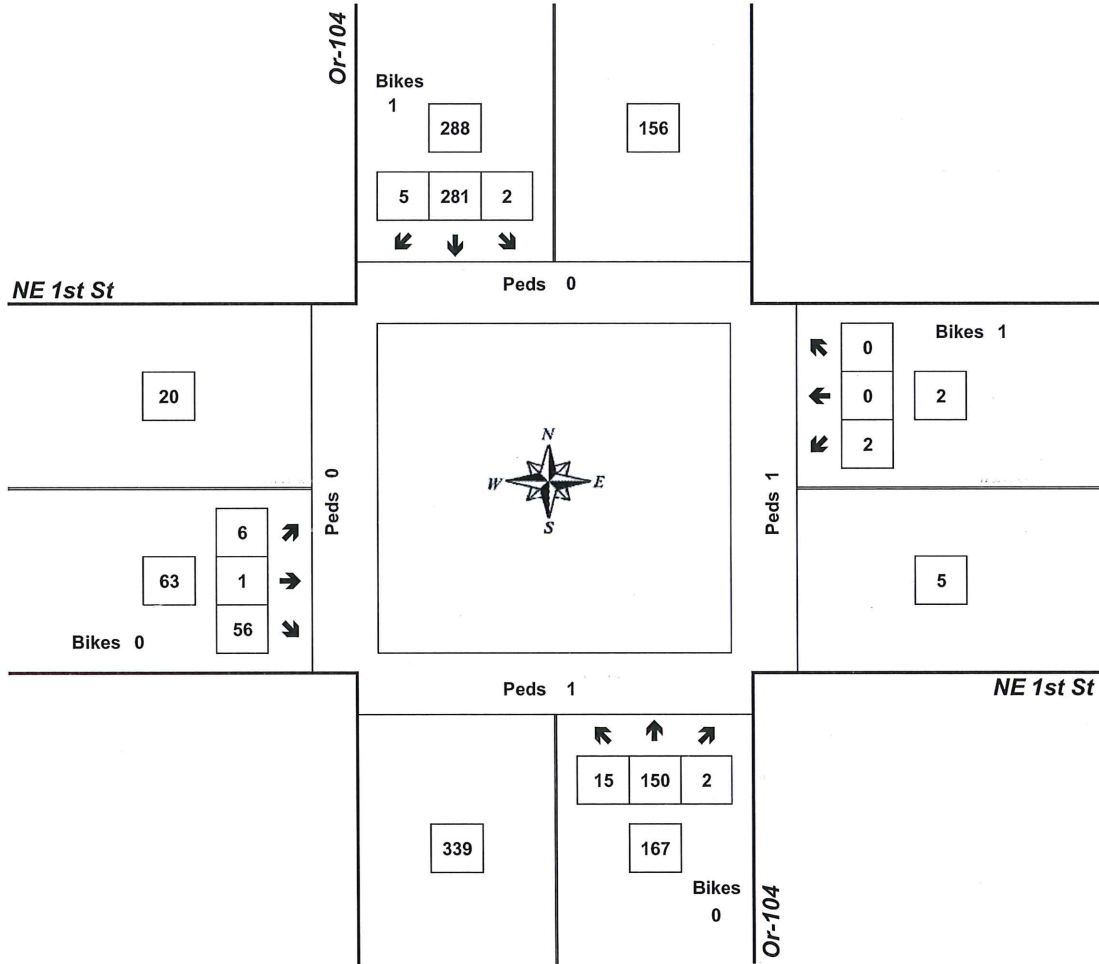 Or-104
Bikes
1
288
156
5 281 2
Peds 0
NE 1st St
Bikes 1
0
0
2
2
20
N
W E
S
Peds 0
Peds 1
6
1
56
63
Bikes 0
5
Peds 1
NE 1st St
15 150 2
339
167
Bikes
0
Or-104